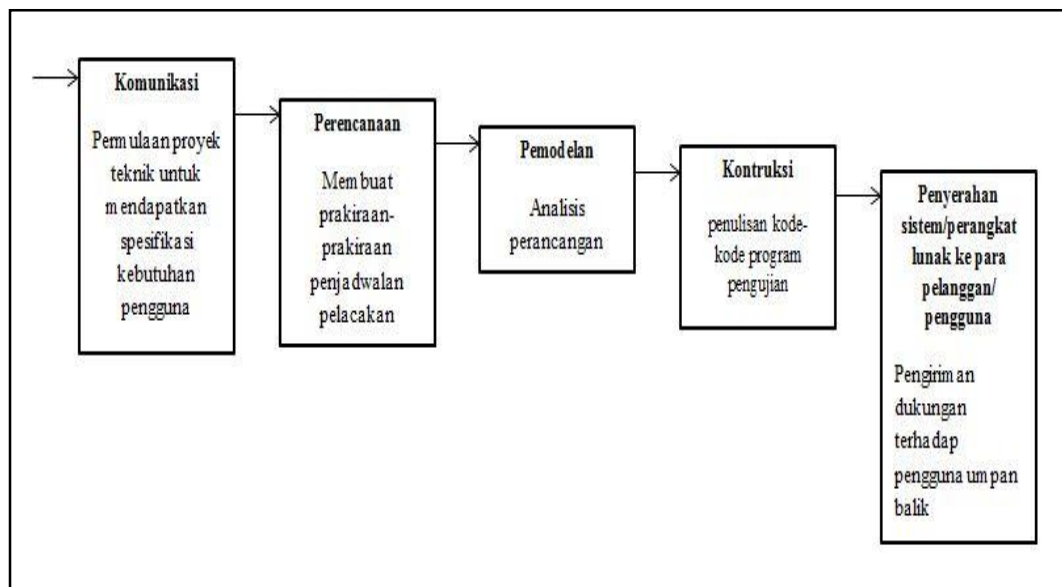 Komunikasi
Permulaan proyek
teknik untuk
mendapatkan
spesifikasi
kebutuhan
pengguna
Perencanaan
Membuat
prakiraan-
prakiraan
penjadwalan
pelacakan
Pemodelan
Analisis
perancangan
Kontruksi
penulisan kode-
kode program
pengujian
Penyerahan
sistem/perangkat
lunak ke para
pelanggan/
pengguna
Pengiriman
dukungan
terhadap
pengguna umpan
balik